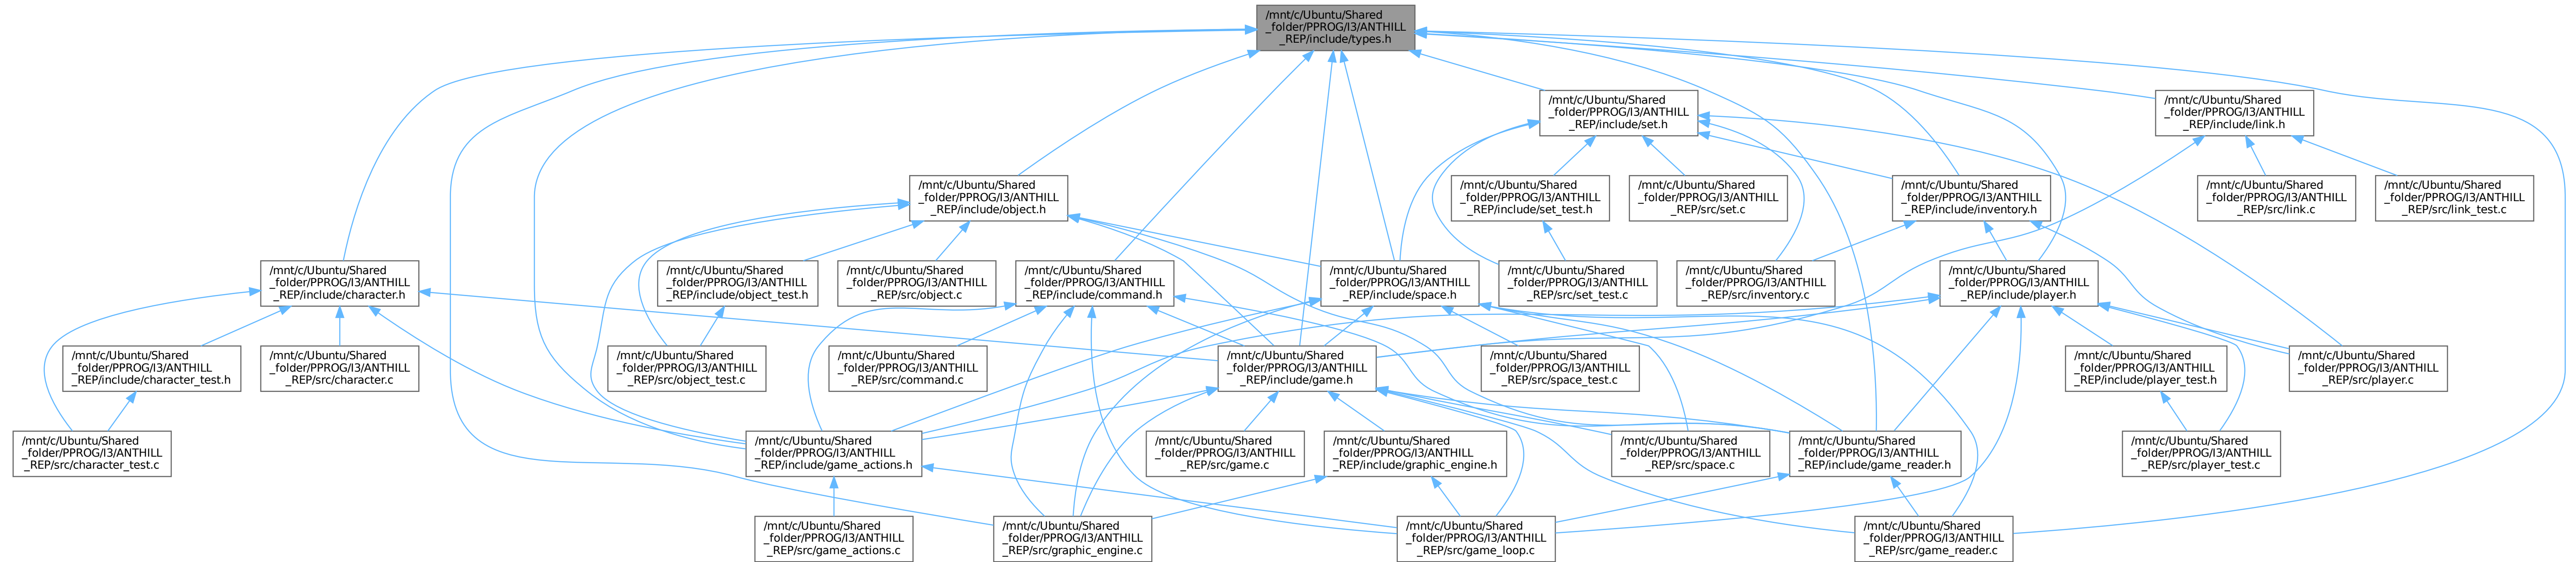 /mnt/c/Ubuntu/Shared
_folder/PPROG/I3/ANTHILL
_REP/include/types.h
/mnt/c/Ubuntu/Shared
_folder/PPROG/I3/ANTHILL
_REP/include/set.h
/mnt/c/Ubuntu/Shared
_folder/PPROG/I3/ANTHILL
_REP/include/link.h
/mnt/c/Ubuntu/Shared
_folder/PPROG/I3/ANTHILL
_REP/include/object.h
/mnt/c/Ubuntu/Shared
_folder/PPROG/I3/ANTHILL
_REP/include/set_test.h
/mnt/c/Ubuntu/Shared
_folder/PPROG/I3/ANTHILL
_REP/src/set.c
/mnt/c/Ubuntu/Shared
_folder/PPROG/I3/ANTHILL
_REP/include/inventory.h
/mnt/c/Ubuntu/Shared
_folder/PPROG/I3/ANTHILL
_REP/src/link.c
/mnt/c/Ubuntu/Shared
_folder/PPROG/I3/ANTHILL
_REP/src/link_test.c
/mnt/c/Ubuntu/Shared
_folder/PPROG/I3/ANTHILL
_REP/include/character.h
/mnt/c/Ubuntu/Shared
_folder/PPROG/I3/ANTHILL
_REP/include/object_test.h
/mnt/c/Ubuntu/Shared
_folder/PPROG/I3/ANTHILL
_REP/src/object.c
/mnt/c/Ubuntu/Shared
_folder/PPROG/I3/ANTHILL
_REP/include/command.h
/mnt/c/Ubuntu/Shared
_folder/PPROG/I3/ANTHILL
_REP/include/space.h
/mnt/c/Ubuntu/Shared
_folder/PPROG/I3/ANTHILL
_REP/src/set_test.c
/mnt/c/Ubuntu/Shared
_folder/PPROG/I3/ANTHILL
_REP/src/inventory.c
/mnt/c/Ubuntu/Shared
_folder/PPROG/I3/ANTHILL
_REP/include/player.h
/mnt/c/Ubuntu/Shared
_folder/PPROG/I3/ANTHILL
_REP/include/character_test.h
/mnt/c/Ubuntu/Shared
_folder/PPROG/I3/ANTHILL
_REP/src/character.c
/mnt/c/Ubuntu/Shared
_folder/PPROG/I3/ANTHILL
_REP/src/object_test.c
/mnt/c/Ubuntu/Shared
_folder/PPROG/I3/ANTHILL
_REP/src/command.c
/mnt/c/Ubuntu/Shared
_folder/PPROG/I3/ANTHILL
_REP/include/game.h
/mnt/c/Ubuntu/Shared
_folder/PPROG/I3/ANTHILL
_REP/src/space_test.c
/mnt/c/Ubuntu/Shared
_folder/PPROG/I3/ANTHILL
_REP/include/player_test.h
/mnt/c/Ubuntu/Shared
_folder/PPROG/I3/ANTHILL
_REP/src/player.c
/mnt/c/Ubuntu/Shared
_folder/PPROG/I3/ANTHILL
_REP/src/character_test.c
/mnt/c/Ubuntu/Shared
_folder/PPROG/I3/ANTHILL
_REP/include/game_actions.h
/mnt/c/Ubuntu/Shared
_folder/PPROG/I3/ANTHILL
_REP/src/game.c
/mnt/c/Ubuntu/Shared
_folder/PPROG/I3/ANTHILL
_REP/include/graphic_engine.h
/mnt/c/Ubuntu/Shared
_folder/PPROG/I3/ANTHILL
_REP/src/space.c
/mnt/c/Ubuntu/Shared
_folder/PPROG/I3/ANTHILL
_REP/include/game_reader.h
/mnt/c/Ubuntu/Shared
_folder/PPROG/I3/ANTHILL
_REP/src/player_test.c
/mnt/c/Ubuntu/Shared
_folder/PPROG/I3/ANTHILL
_REP/src/game_actions.c
/mnt/c/Ubuntu/Shared
_folder/PPROG/I3/ANTHILL
_REP/src/graphic_engine.c
/mnt/c/Ubuntu/Shared
_folder/PPROG/I3/ANTHILL
_REP/src/game_loop.c
/mnt/c/Ubuntu/Shared
_folder/PPROG/I3/ANTHILL
_REP/src/game_reader.c